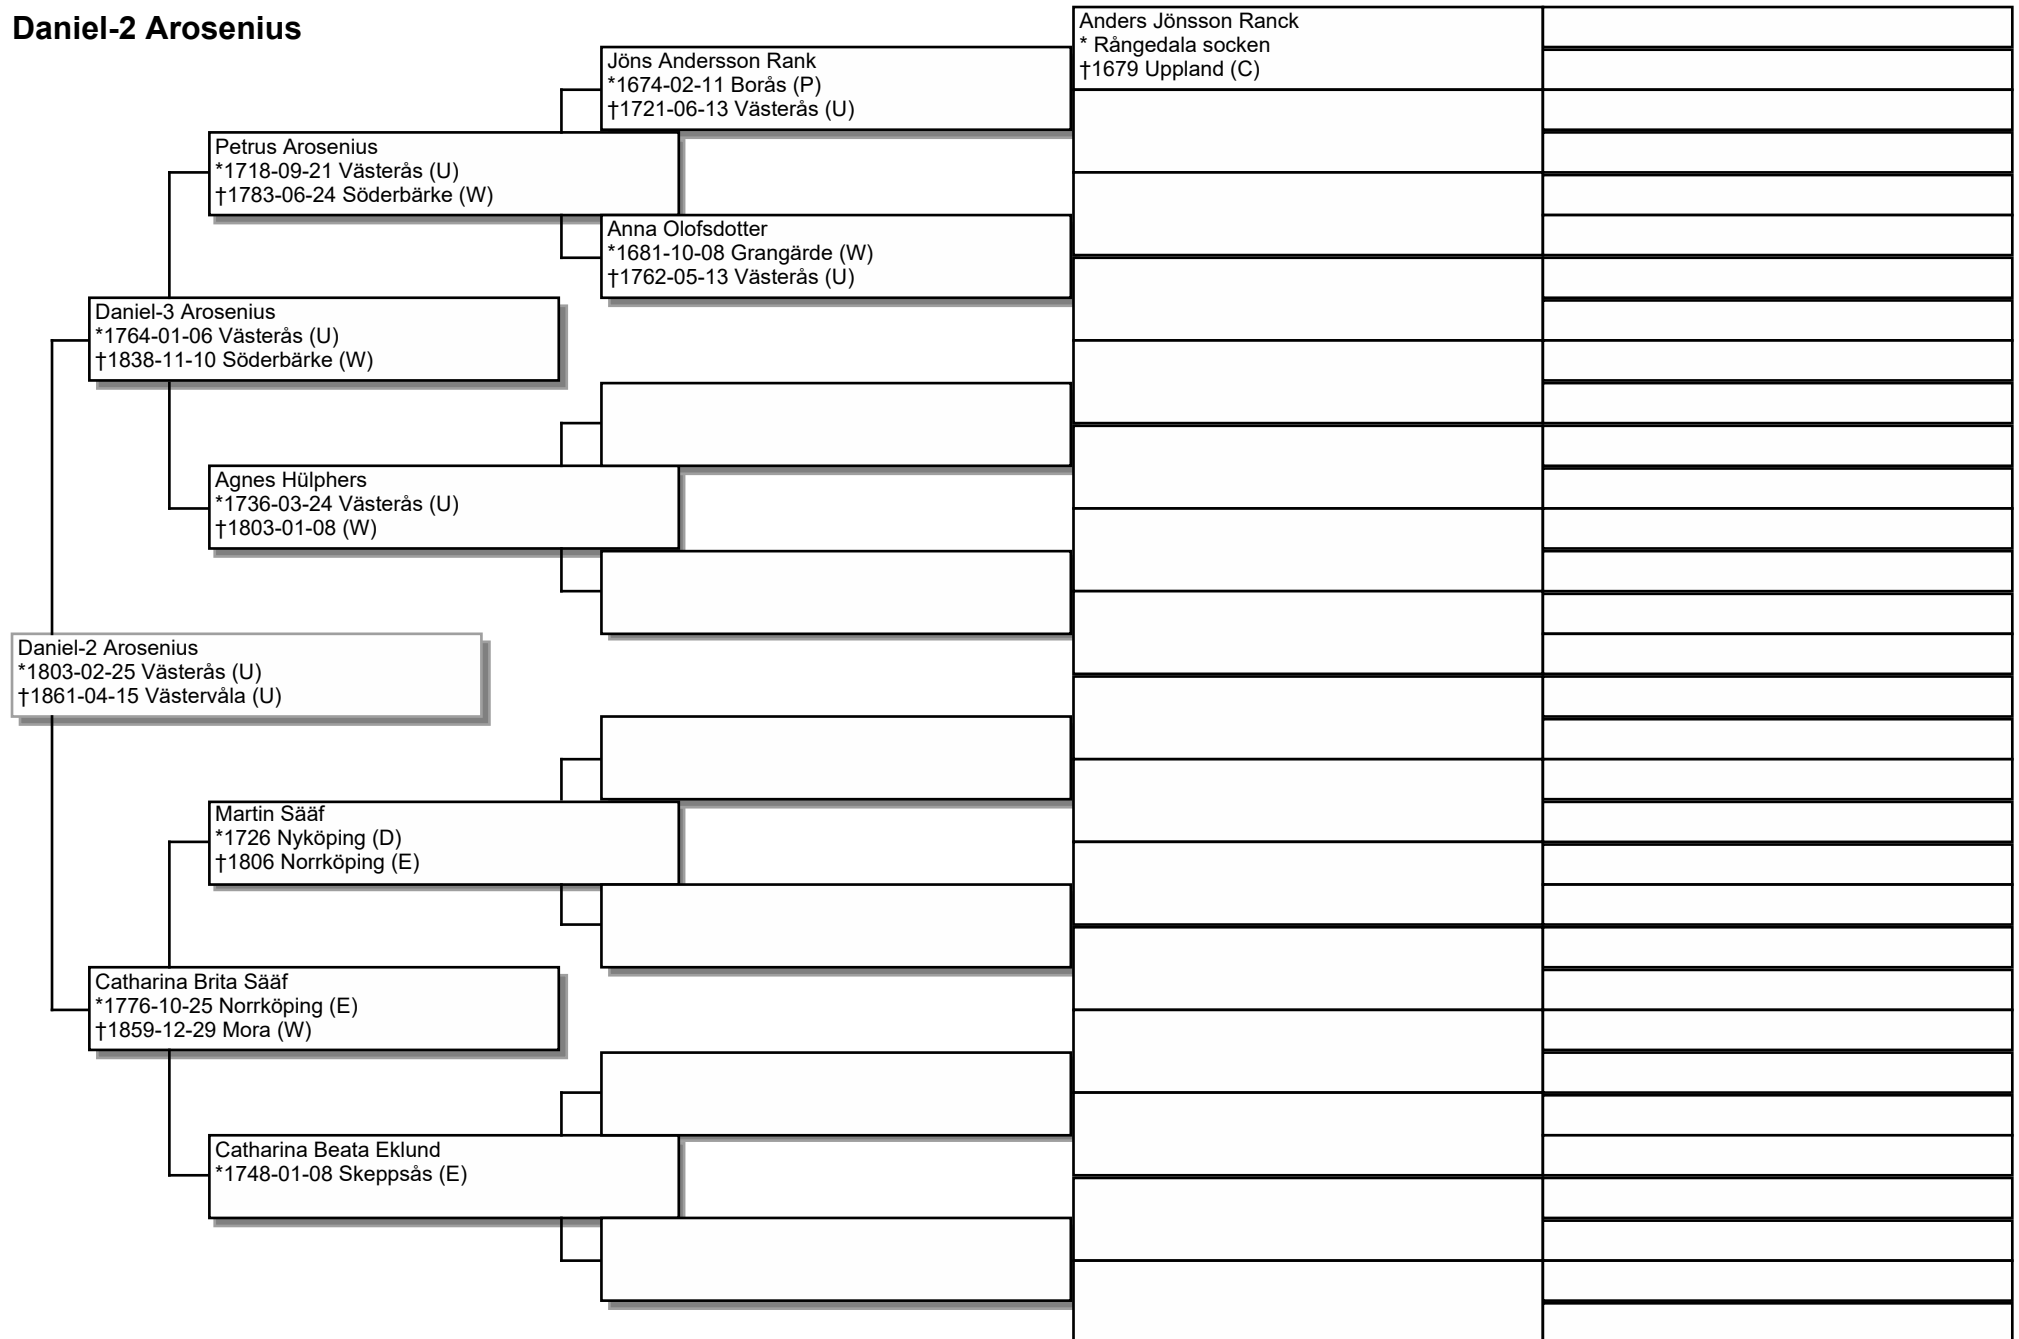 Daniel-2 Arosenius
Anders Jönsson Ranck
* Rångedala socken
†1679 Uppland (C)
Jöns Andersson Rank
*1674-02-11 Borås (P)
†1721-06-13 Västerås (U)
Petrus Arosenius
*1718-09-21 Västerås (U)
†1783-06-24 Söderbärke (W)
Anna Olofsdotter
*1681-10-08 Grangärde (W)
†1762-05-13 Västerås (U)
Daniel-3 Arosenius
*1764-01-06 Västerås (U)
†1838-11-10 Söderbärke (W)
Agnes Hülphers
*1736-03-24 Västerås (U)
†1803-01-08 (W)
Daniel-2 Arosenius
*1803-02-25 Västerås (U)
†1861-04-15 Västervåla (U)
Martin Sääf
*1726 Nyköping (D)
†1806 Norrköping (E)
Catharina Brita Sääf
*1776-10-25 Norrköping (E)
†1859-12-29 Mora (W)
Catharina Beata Eklund
*1748-01-08 Skeppsås (E)